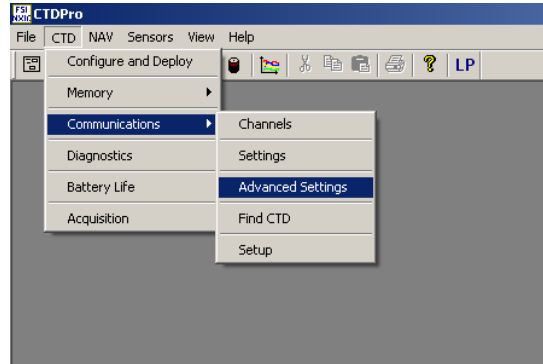 FSI
NXIC CTDPro
File CTD NAV Sensors View Help
Configure and Deploy
LP
Memory
Communications
Channels
Diagnostics
Settings
Battery Life
Advanced Settings
Acquisition
Find CTD
Setup